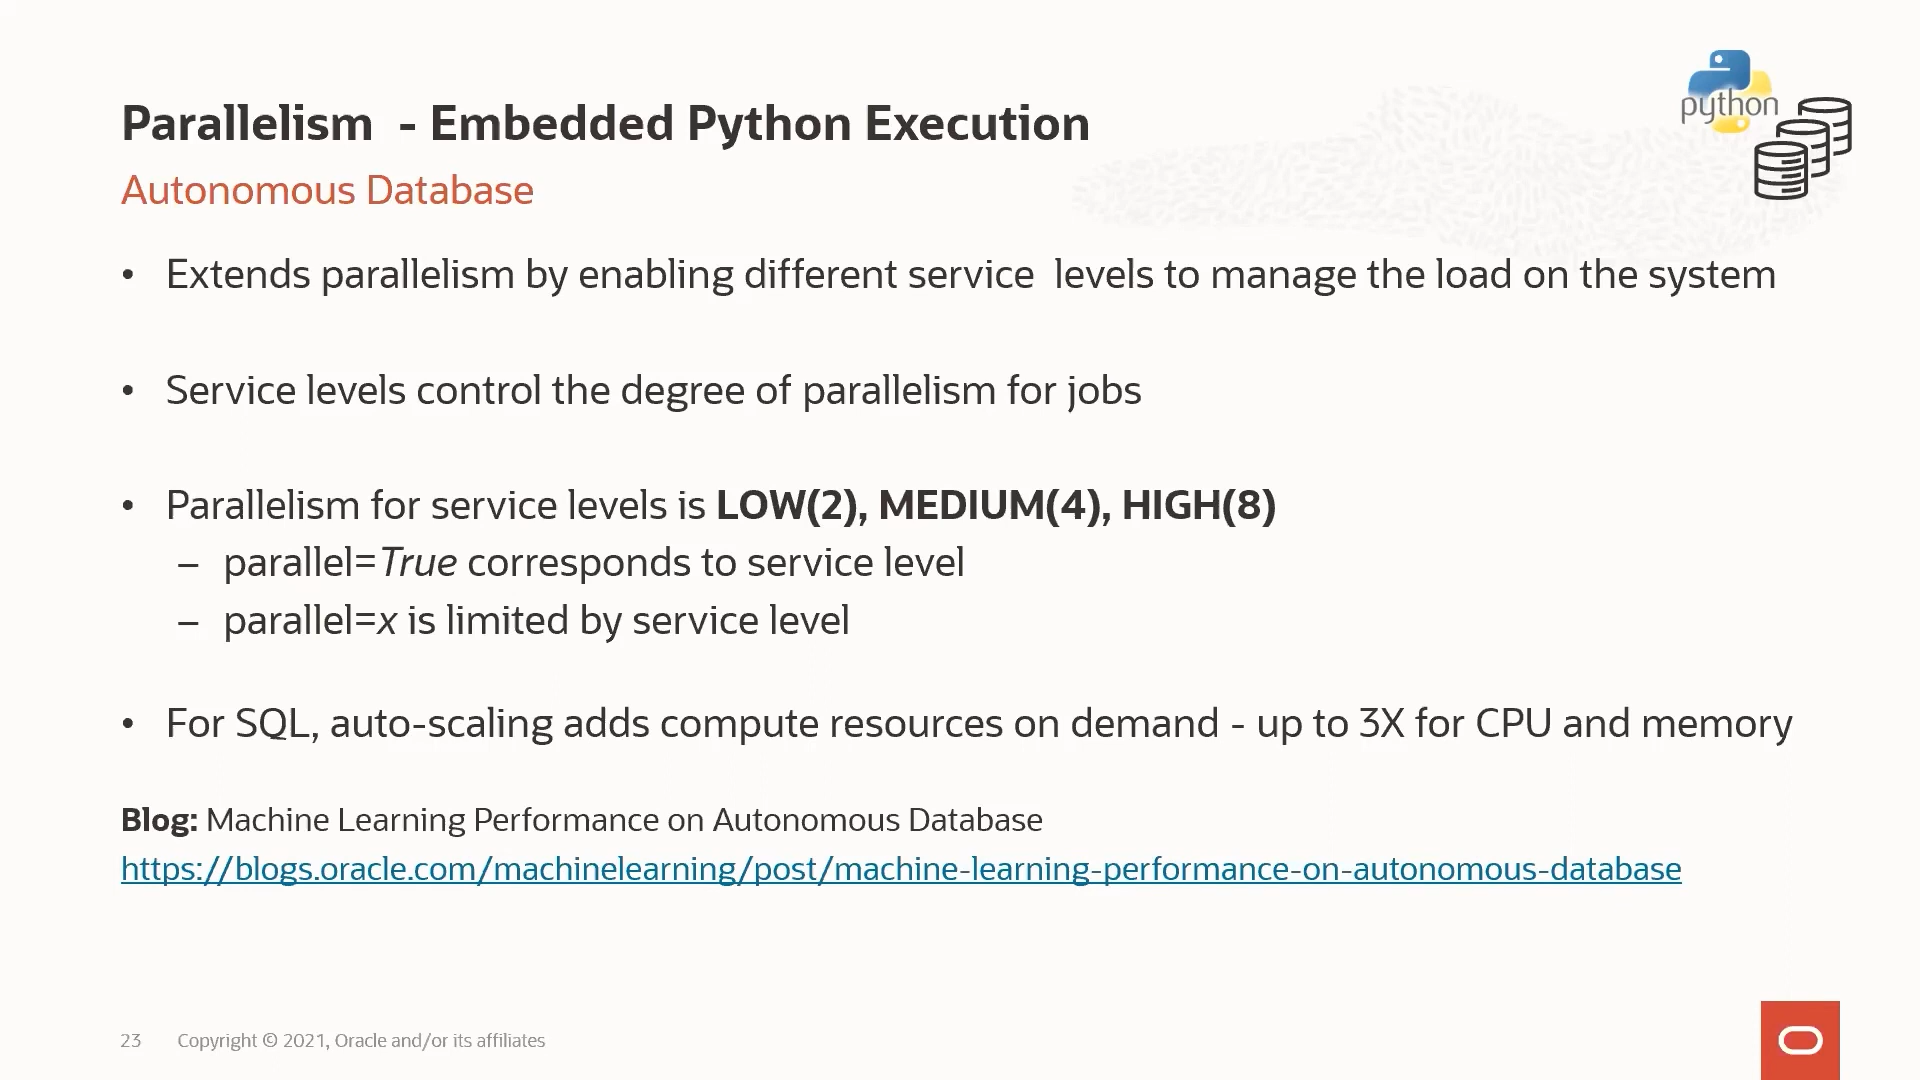 python
Parallelism  - Embedded Python Execution
Autonomous Database
• Extends parallelism by enabling different service  levels to manage the load on the system
• Service levels control the degree of parallelism for jobs
• Parallelism for service levels is LOW(2), MEDIUM(4), HIGH(8)
– parallel=True corresponds to service level
– parallel=x is limited by service level
• For SQL, auto-scaling adds compute resources on demand - up to 3X for CPU and memory
Blog: Machine Learning Performance on Autonomous Database
https://blogs.oracle.com/machinelearning/post/machine-learning-performance-on-autonomous-database
23 Copyright © 2021, Oracle and/or its affiliates